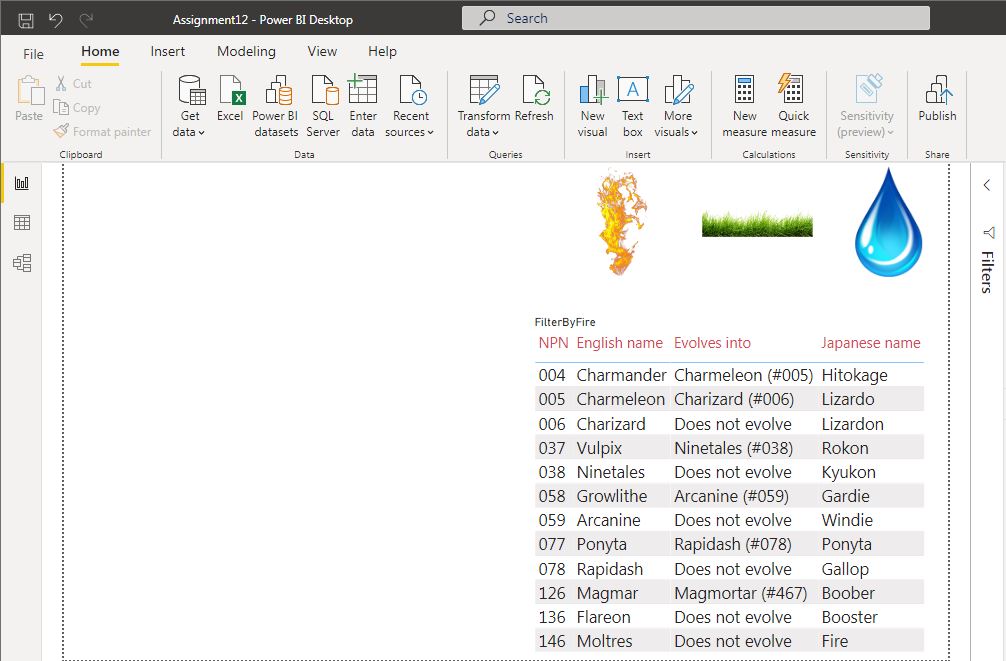 Assignment12 - Power BI Desktop
Search
File Home Insert Modeling View Help
Paste
Cut
Copy
Format painter
Clipboard
Get data
Excel
Power BI datasets
SQL Server
Enter data
Recent sources
Data
Transform data
Refresh
Queries
New visual
Text box
More visuals
Insert
New measure
Quick measure
Calculations
Sensitivity (preview)
Sensitivity
Publish
Share
Filters
FilterByFire
NPN English name Evolves into Japanese name
004 Charmander Charmeleon (#005) Hitokage
005 Charmeleon Charizard (#006) Lizardo
006 Charizard Does not evolve Lizardon
037 Vulpix Ninetales (#038) Rokon
038 Ninetales Does not evolve Kyukon
058 Growlithe Arcanine (#059) Gardie
059 Arcanine Does not evolve Windie
077 Ponyta Rapidash (#078) Ponyta
078 Rapidash Does not evolve Gallop
126 Magmar Magmortar (#467) Boober
136 Flareon Does not evolve Booster
146 Moltres Does not evolve Fire